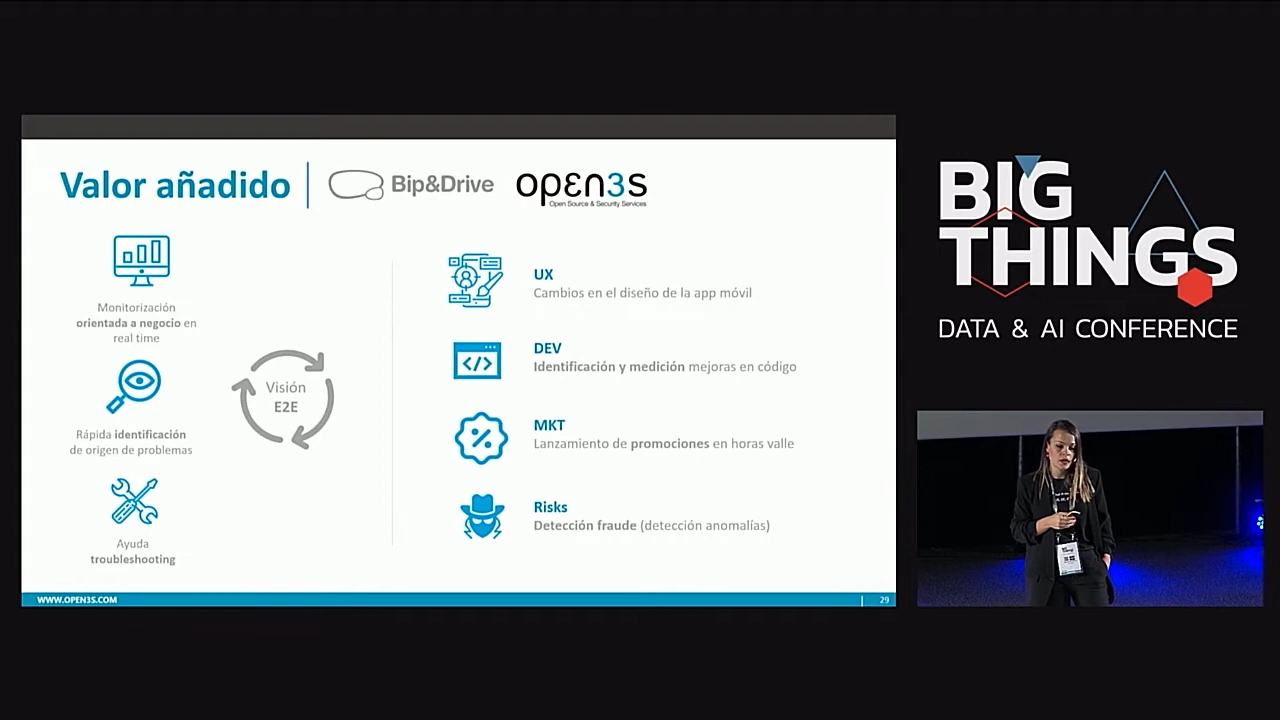 Valor añadido
Bip&Drive
open3s
Open Source & Security Services
Monitorización
orientada a negocio en
real time
Rápida identificación
de origen de problemas
Ayuda
troubleshooting
Visión
E2E
UX
Cambios en el diseño de la app móvil
DEV
Identificación y medición mejoras en código
MKT
Lanzamiento de promociones en horas valle
Risks
Detección fraude (detección anomalías)
WWW.OPEN3S.COM
29
BIG
THINGS
DATA & AI CONFERENCE